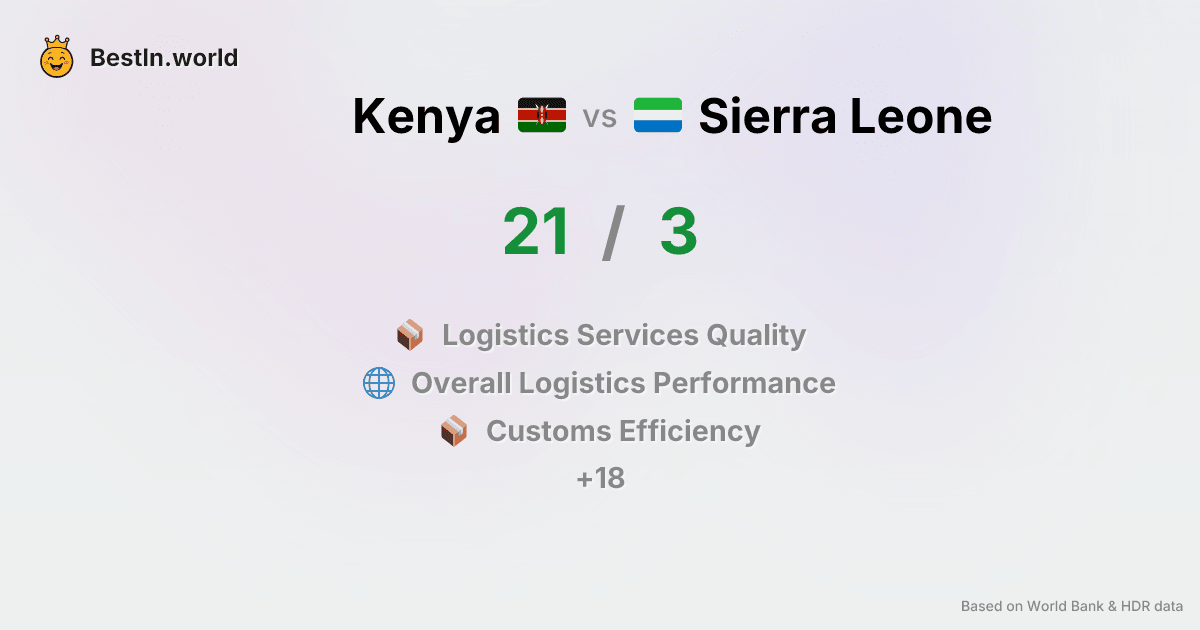 BestIn.world
Kenya vs Sierra Leone
21 / 3
Logistics Services Quality
Overall Logistics Performance
Customs Efficiency
+18
Based on World Bank & HDR data